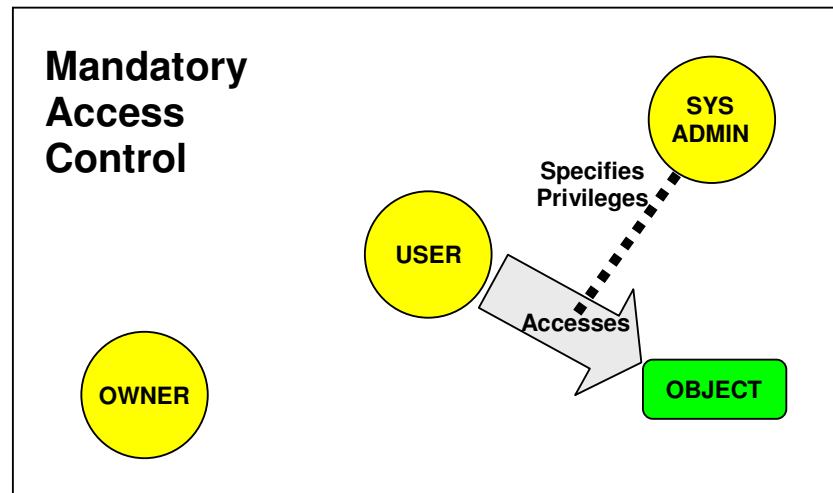 Mandatory
Access
Control
SYS
ADMIN
Specifies
Privileges
USER
Accesses
OWNER
OBJECT